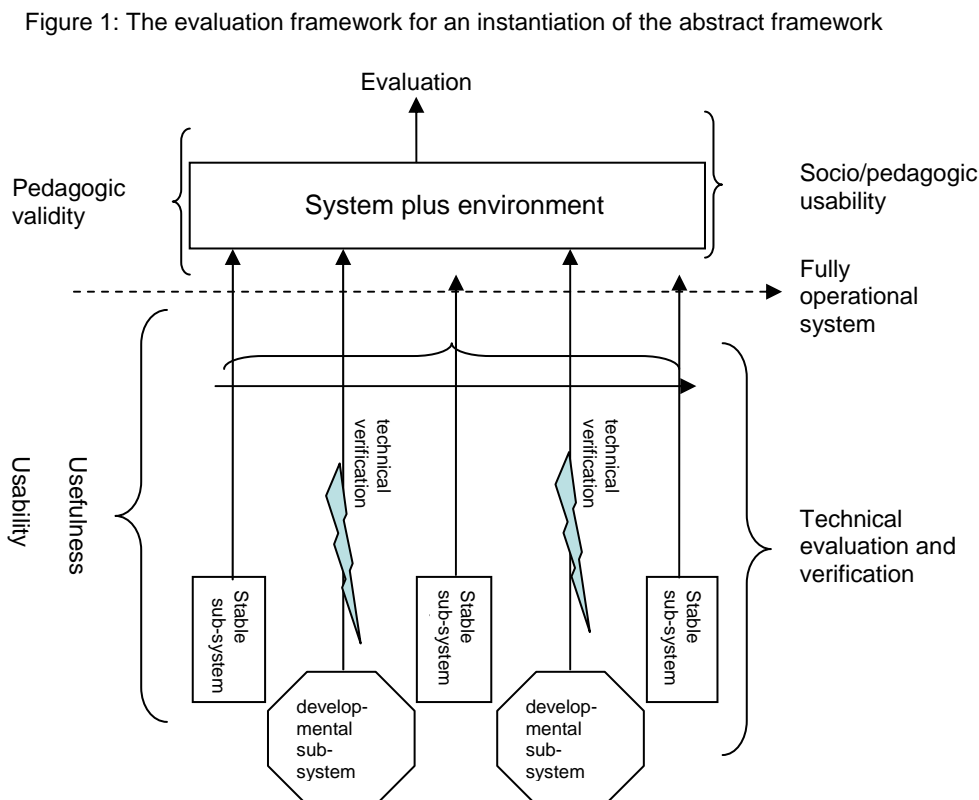 Figure 1: The evaluation framework for an instantiation of the abstract framework
Evaluation
Pedagogic
validity
System plus environment
Socio/pedagogic
usability
Fully
operational
system
technical
verification
technical
verification
Usability
Usefulness
Technical
evaluation and
verification
Stable
sub-system
Stable
sub-system
Stable
sub-system
develop-
mental
sub-
system
develop-
mental
sub-
system